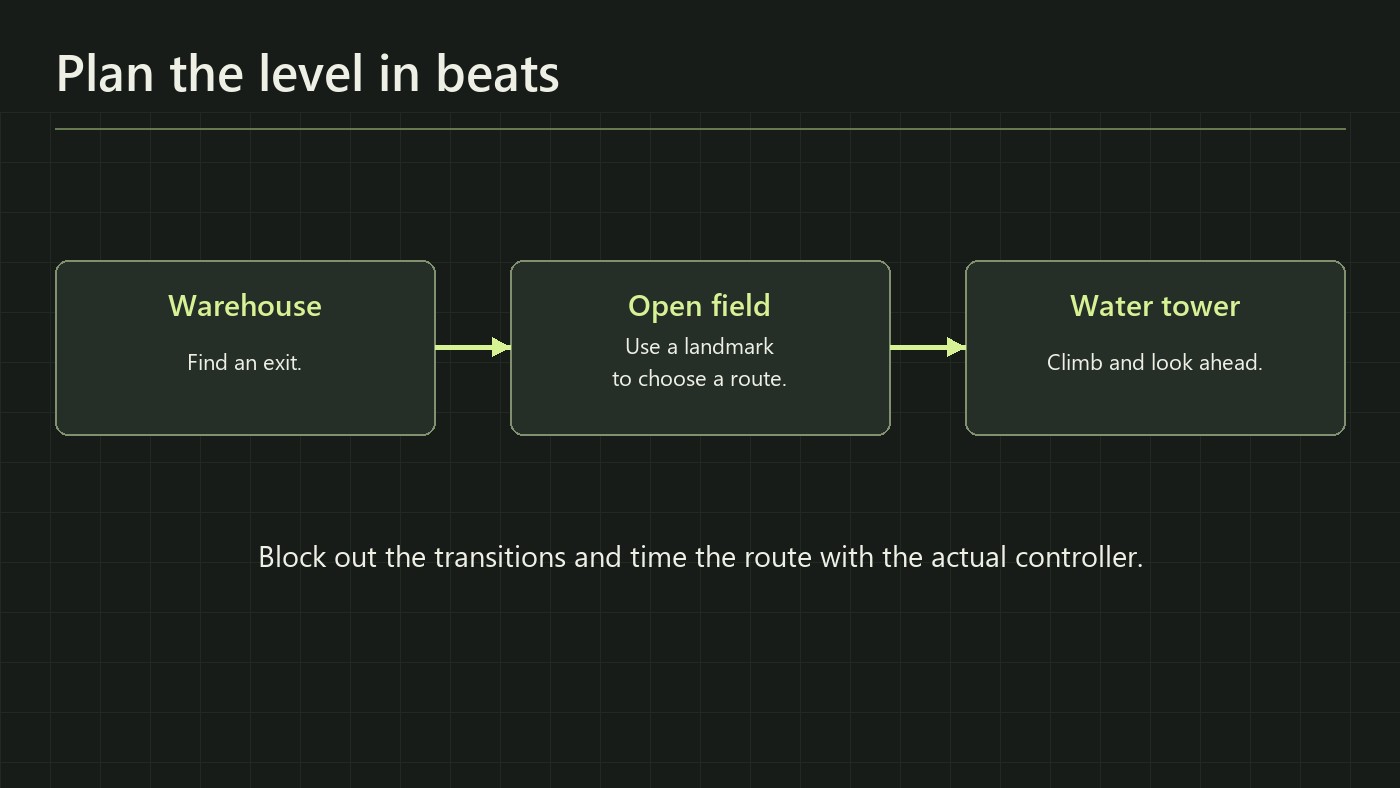 Plan the level in beats
Warehouse
Find an exit.
Open field
Use a landmark
to choose a route.
Water tower
Climb and look ahead.
Block out the transitions and time the route with the actual controller.